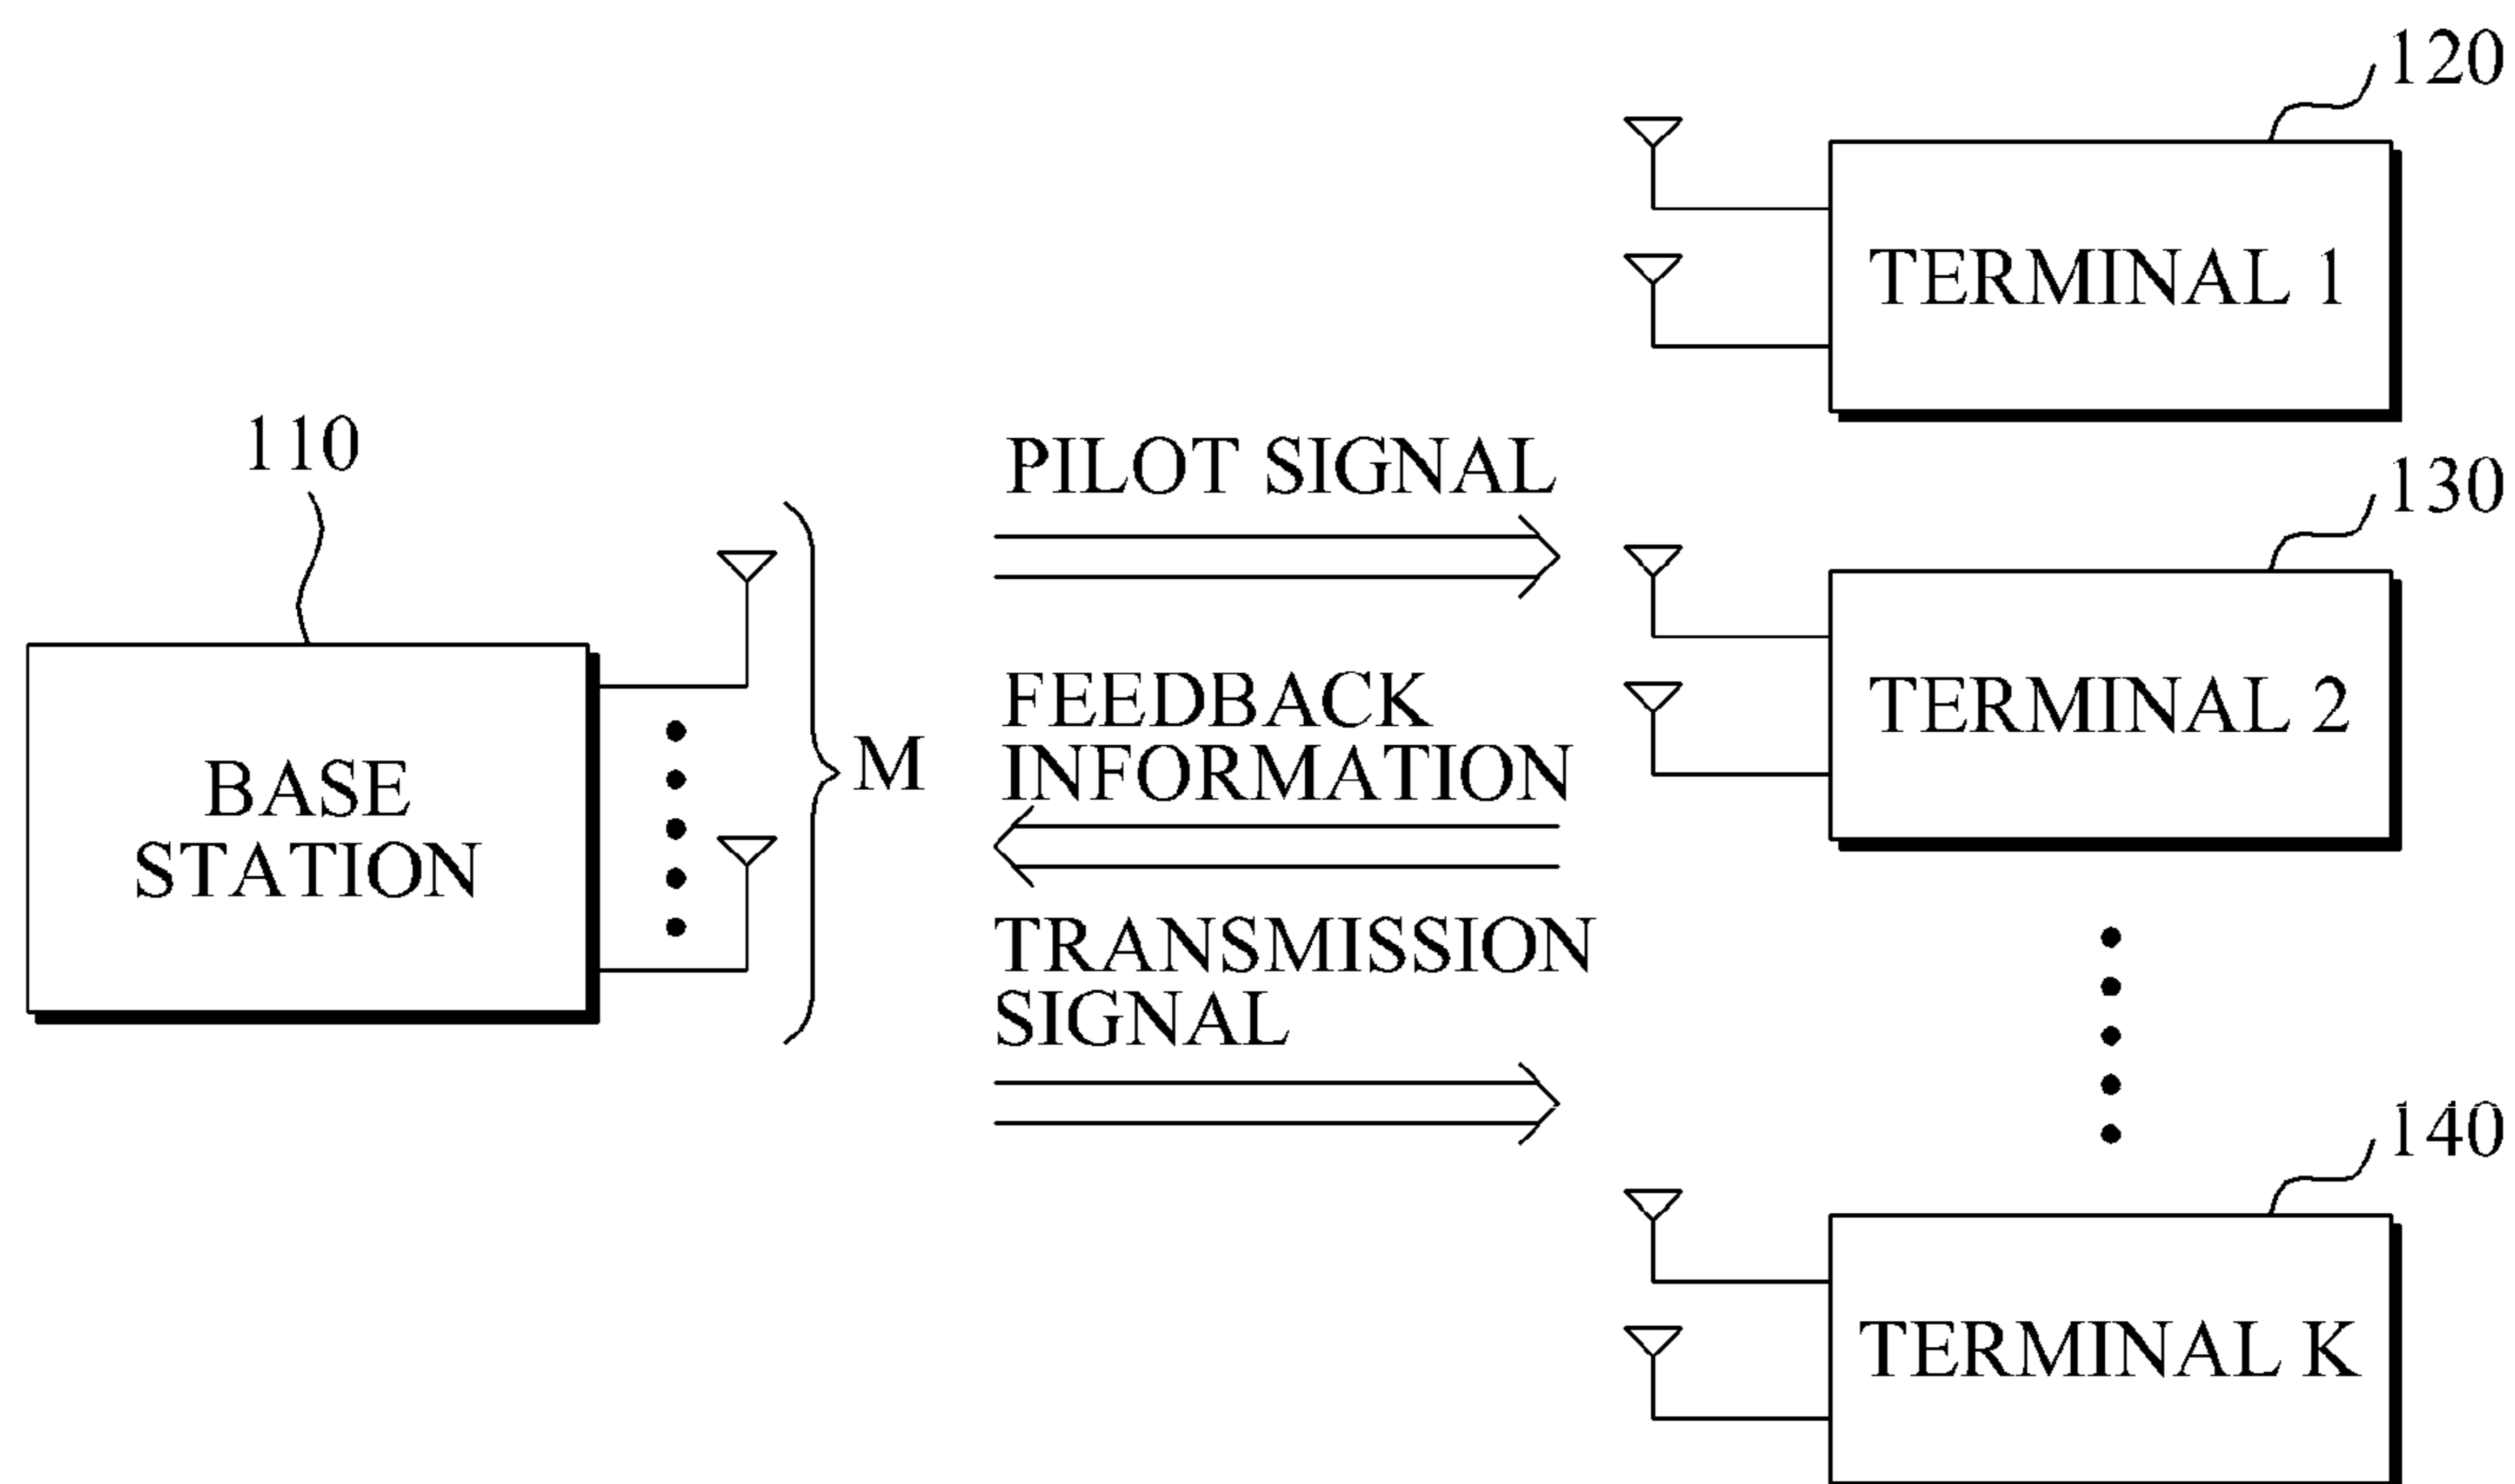 120
TERMINAL 1
110
PILOT SIGNAL
130
BASE
STATION
M
FEEDBACK
INFORMATION
TERMINAL 2
TRANSMISSION
SIGNAL
140
TERMINAL K